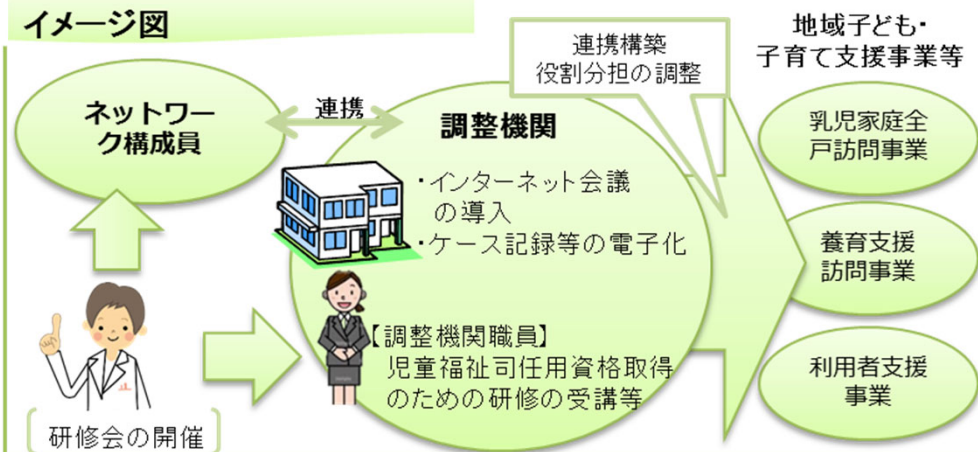 イメージ図
ネットワー
ク構成員
連携
調整機関
・インターネット会議
の導入
・ケース記録等の電子化
【調整機関職員】
児童福祉司任用資格取得
のための研修の受講等
研修会の開催
連携構築
役割分担の調整
地域子ども・
子育て支援事業等
乳児家庭全
戸訪問事業
養育支援
訪問事業
利用者支援
事業